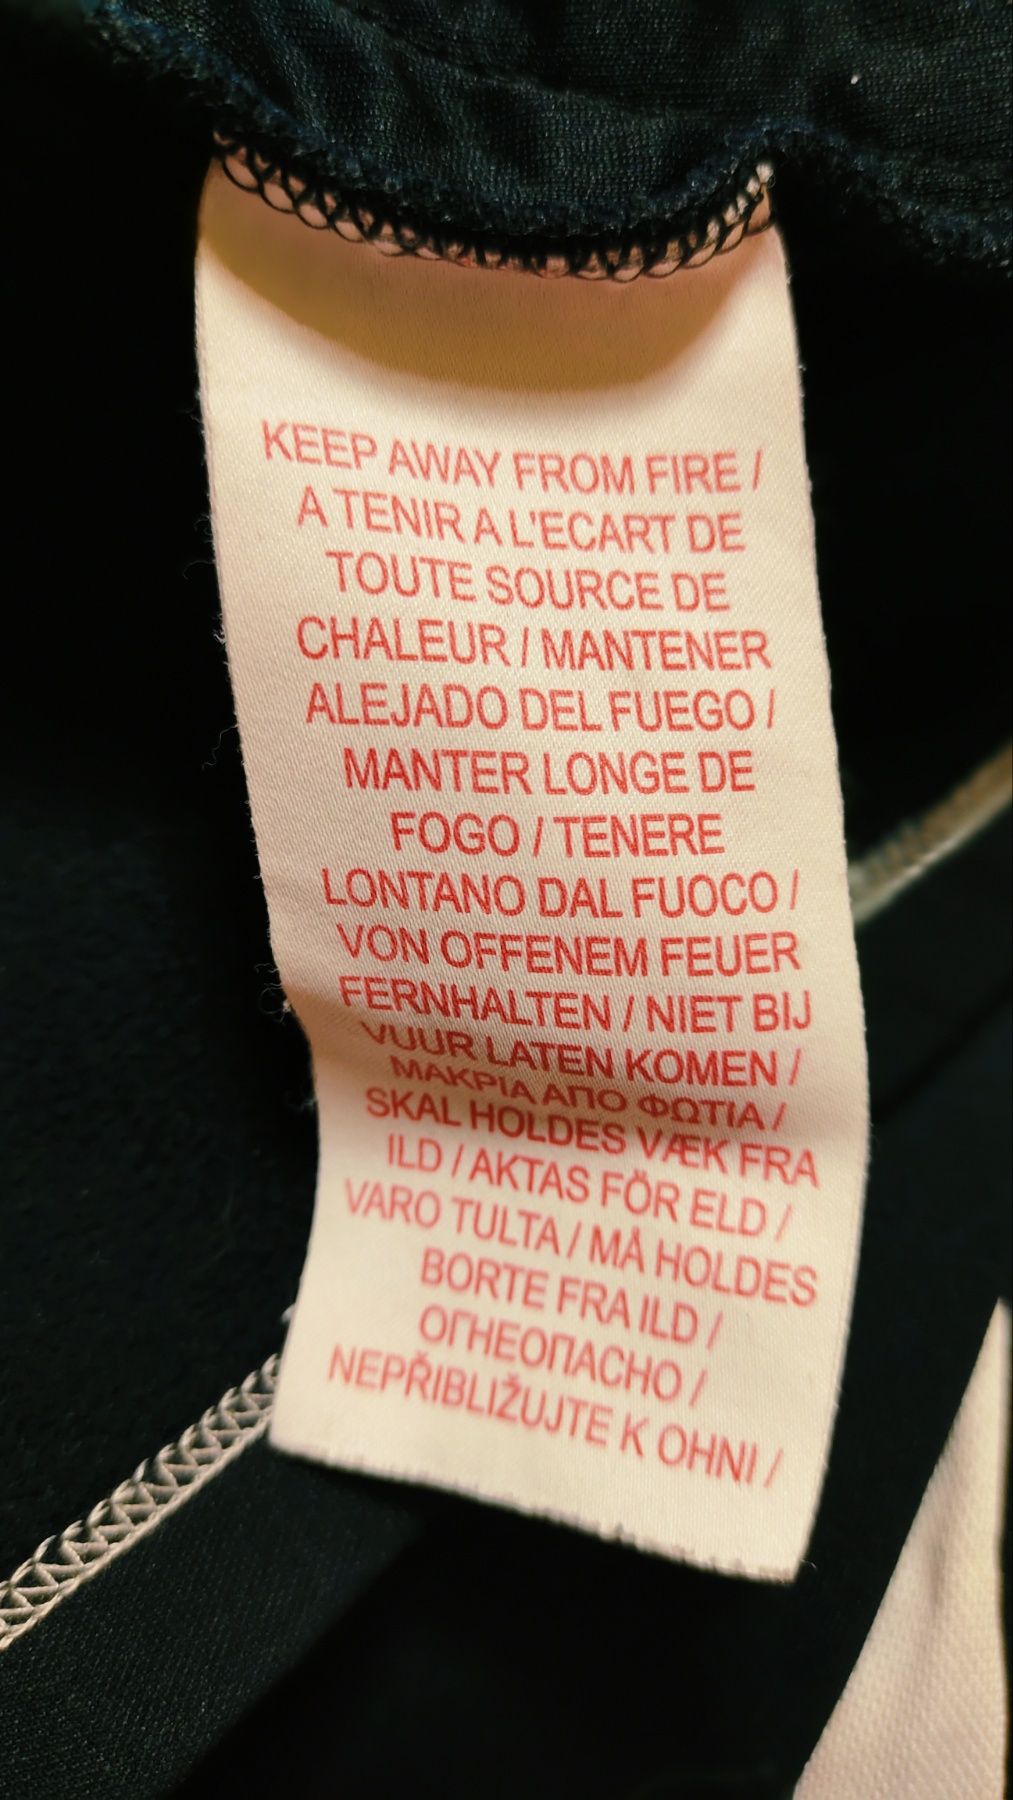 KEEP AWAY FROM FIRE /
A TENIR A L'ECART DE
TOUTE SOURCE DE
CHALEUR / MANTENER
ALEJADO DEL FUEGO /
MANTER LONGE DE
FOGO / TENERE
LONTANO DAL FUOCO /
VON OFFENEM FEUER
FERNHALTEN / NIET BIJ
VUUR LATEN KOMEN /
ΜΑΚΡΙΑ ΑΠΟ ΦΩΤΙΑ /
SKAL HOLDES VÆK FRA
ILD / AKTAS FÖR ELD /
VARO TULTA / MÅ HOLDES
BORTE FRA ILD /
ОГНЕОПАСНО /
NEPŘIBLIŽUJTE K OHNI /